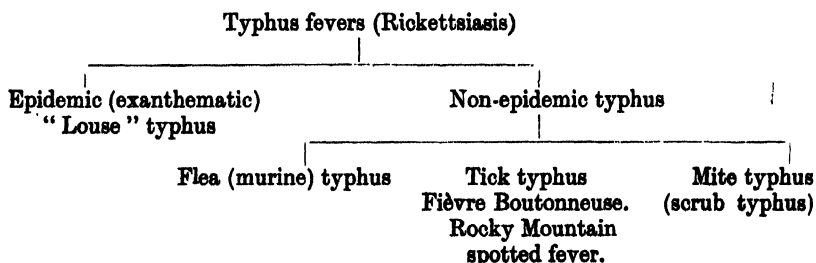 Typhus fevers (Rickettsiasis)
Epidemic (exanthematic) Non-epidemic typhus
" Louse " typhus
Flea (murine) typhus Tick typhus Mite typhus
Fièvre Boutonneuse. (scrub typhus)
Rocky Mountain
spotted fever.